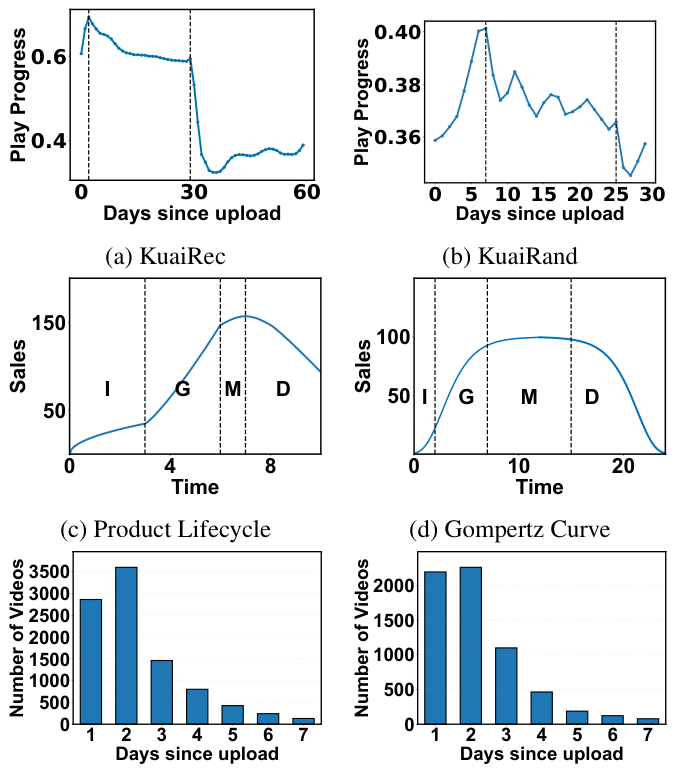 0.6
0.4
Play Progress
0 30 60
Days since upload
(a) KuaiRec
0.40
0.38
0.36
Play Progress
0 5 10 15 20 25 30
Days since upload
(b) KuaiRand
150
50
Sales
I G M D
0 4 8
Time
(c) Product Lifecycle
100
50
Sales
I G M D
0 10 20
Time
(d) Gompertz Curve
3500
3000
2500
2000
1500
1000
500
0
Number of Videos
1 2 3 4 5 6 7
Days since upload
2000
1500
1000
500
0
Number of Videos
1 2 3 4 5 6 7
Days since upload